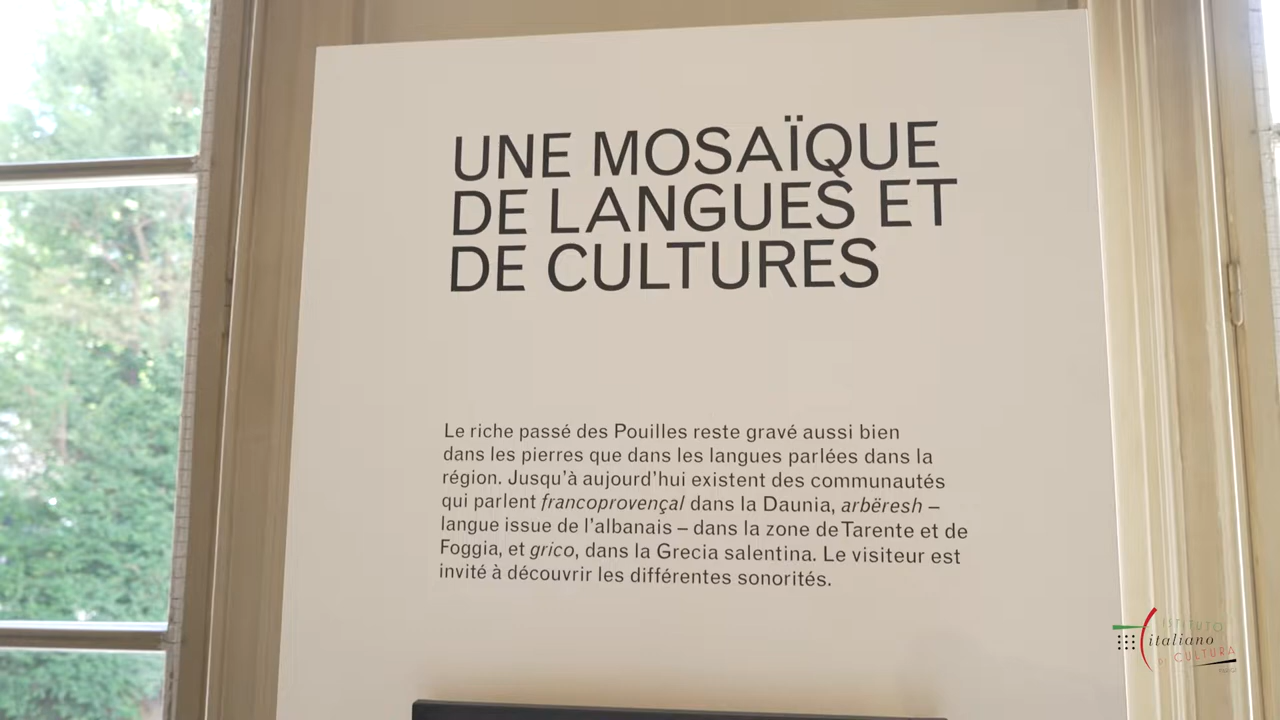 UNE MOSAÏQUE
DE LANGUES ET
DE CULTURES
Le riche passé des Pouilles reste gravé aussi bien
dans les pierres que dans les langues parlées dans la
région. Jusqu'à aujourd'hui existent des communautés
qui parlent francoprovençal dans la Daunia, arbëresh –
langue issue de l'albanais – dans la zone de Tarente et de
Foggia, et grico, dans la Grecia salentina. Le visiteur est
invité à découvrir les différentes sonorités.
ISTITUTO
italiano
DI CULTURA